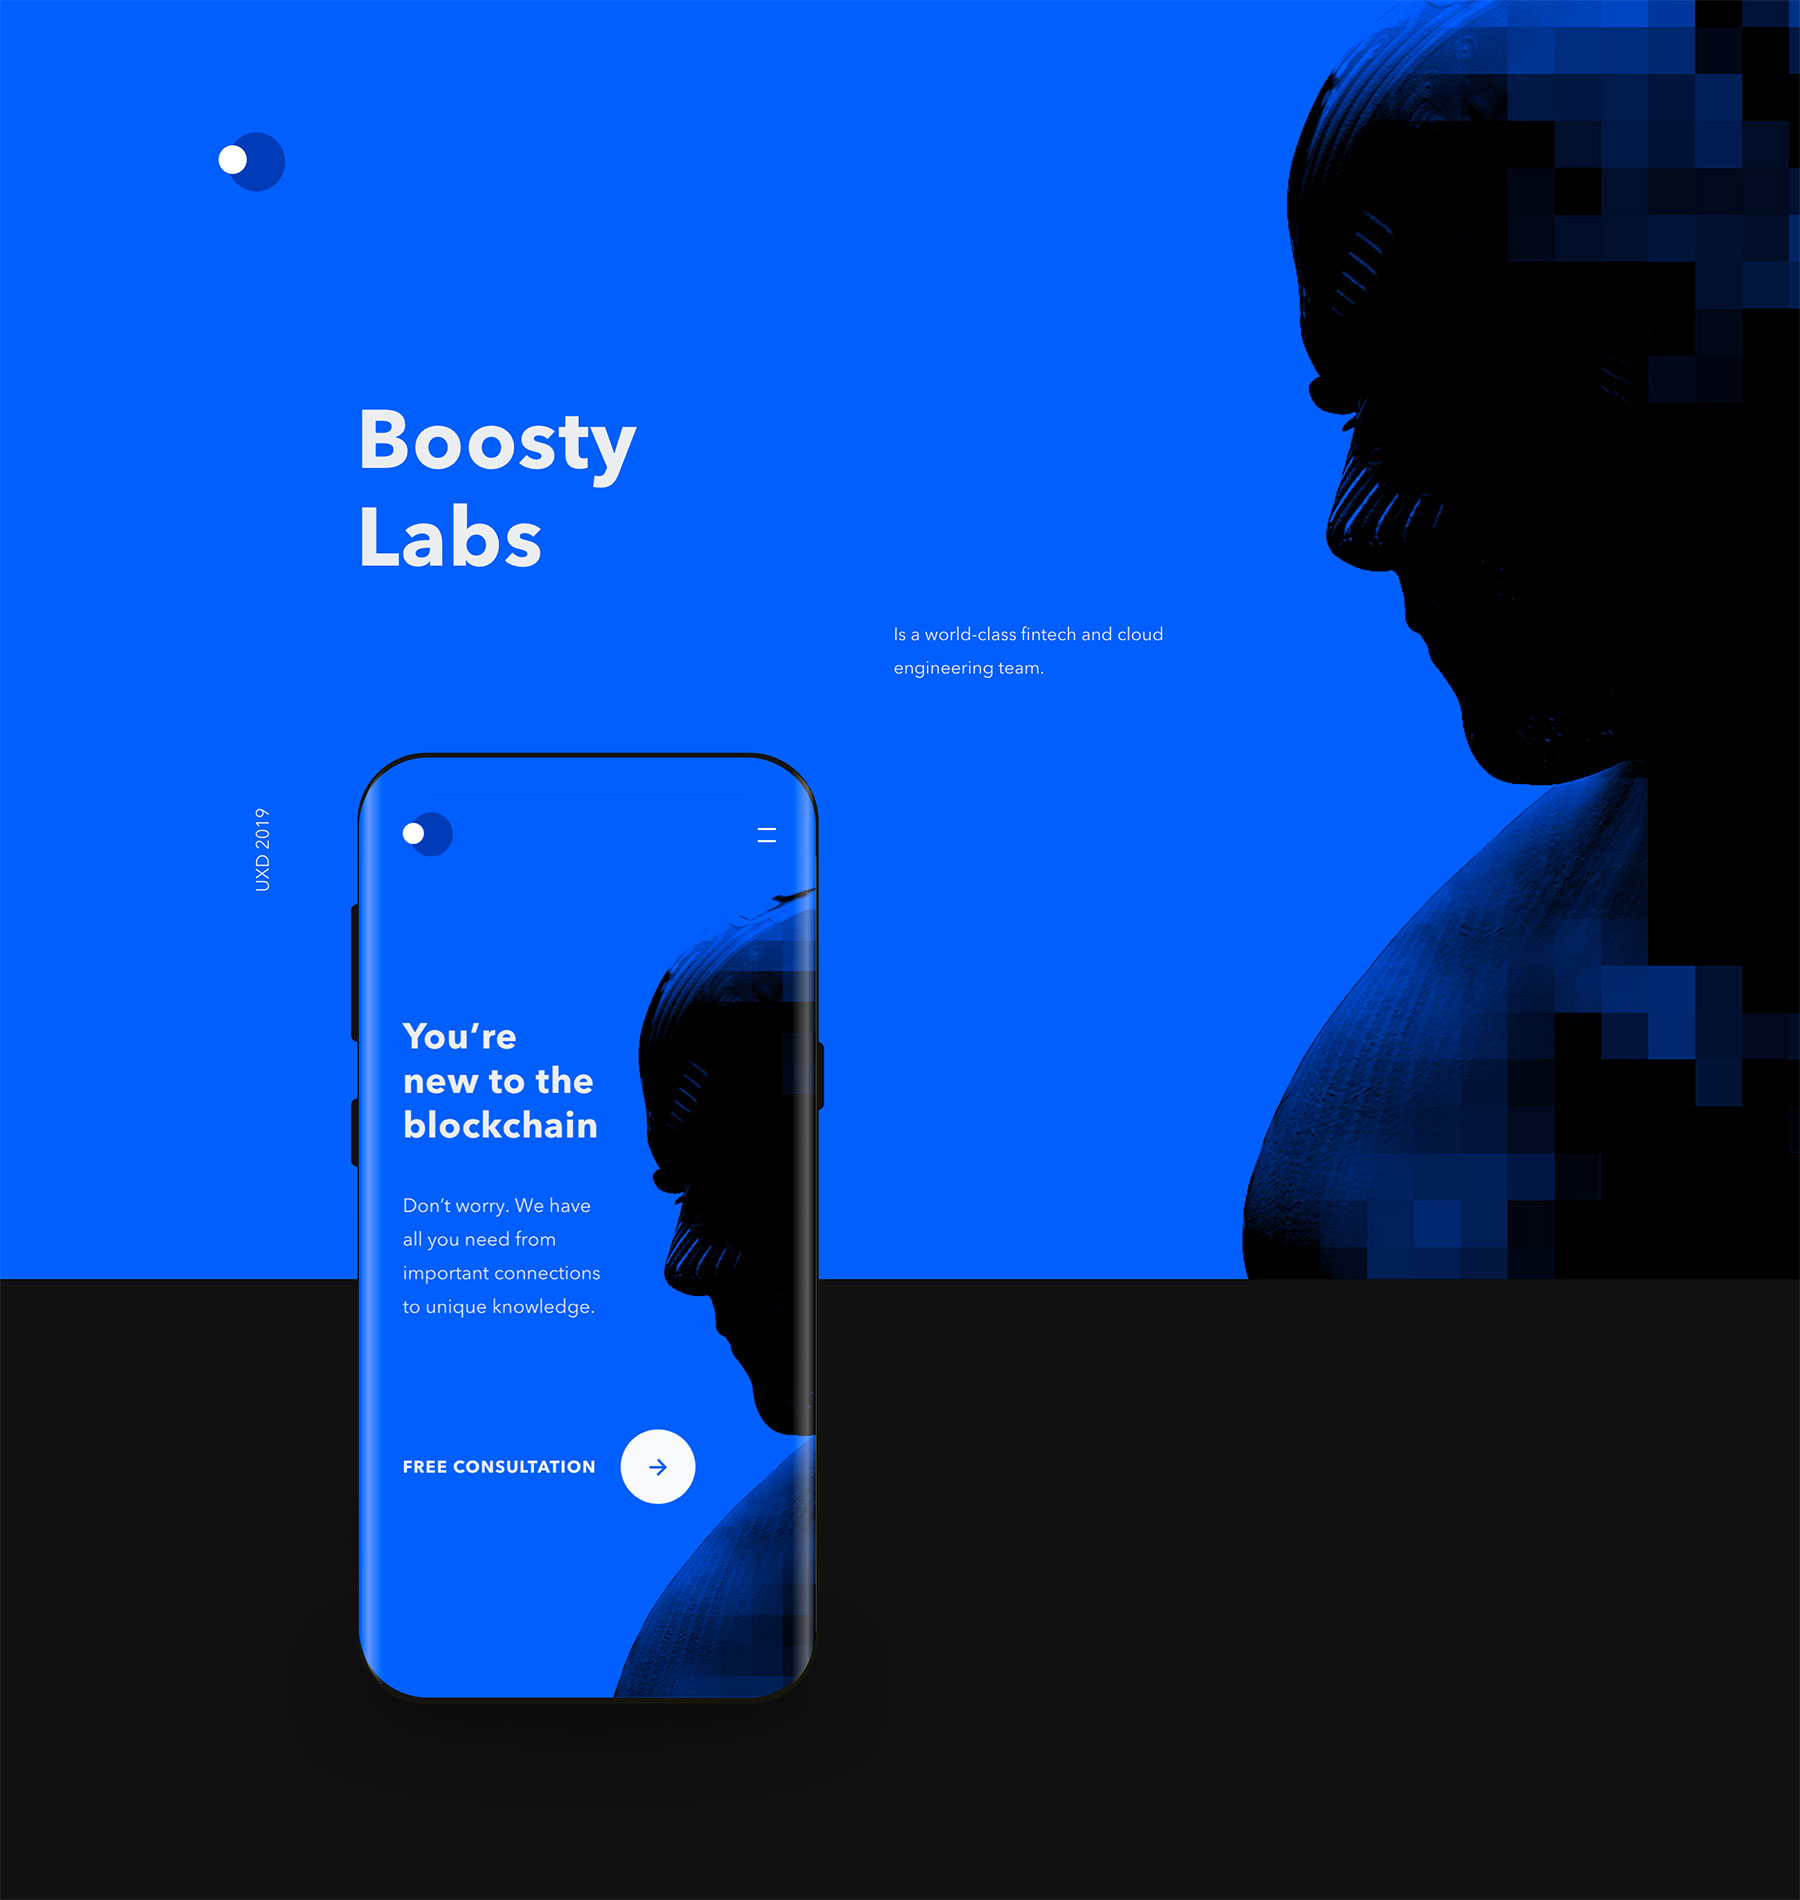 Boosty
Labs
Is a world-class fintech and cloud
engineering team.
UXD 2019
You‘re
new to the
blockchain
Don’t worry. We have
all you need from
important connections
to unique knowledge.
FREE CONSULTATION